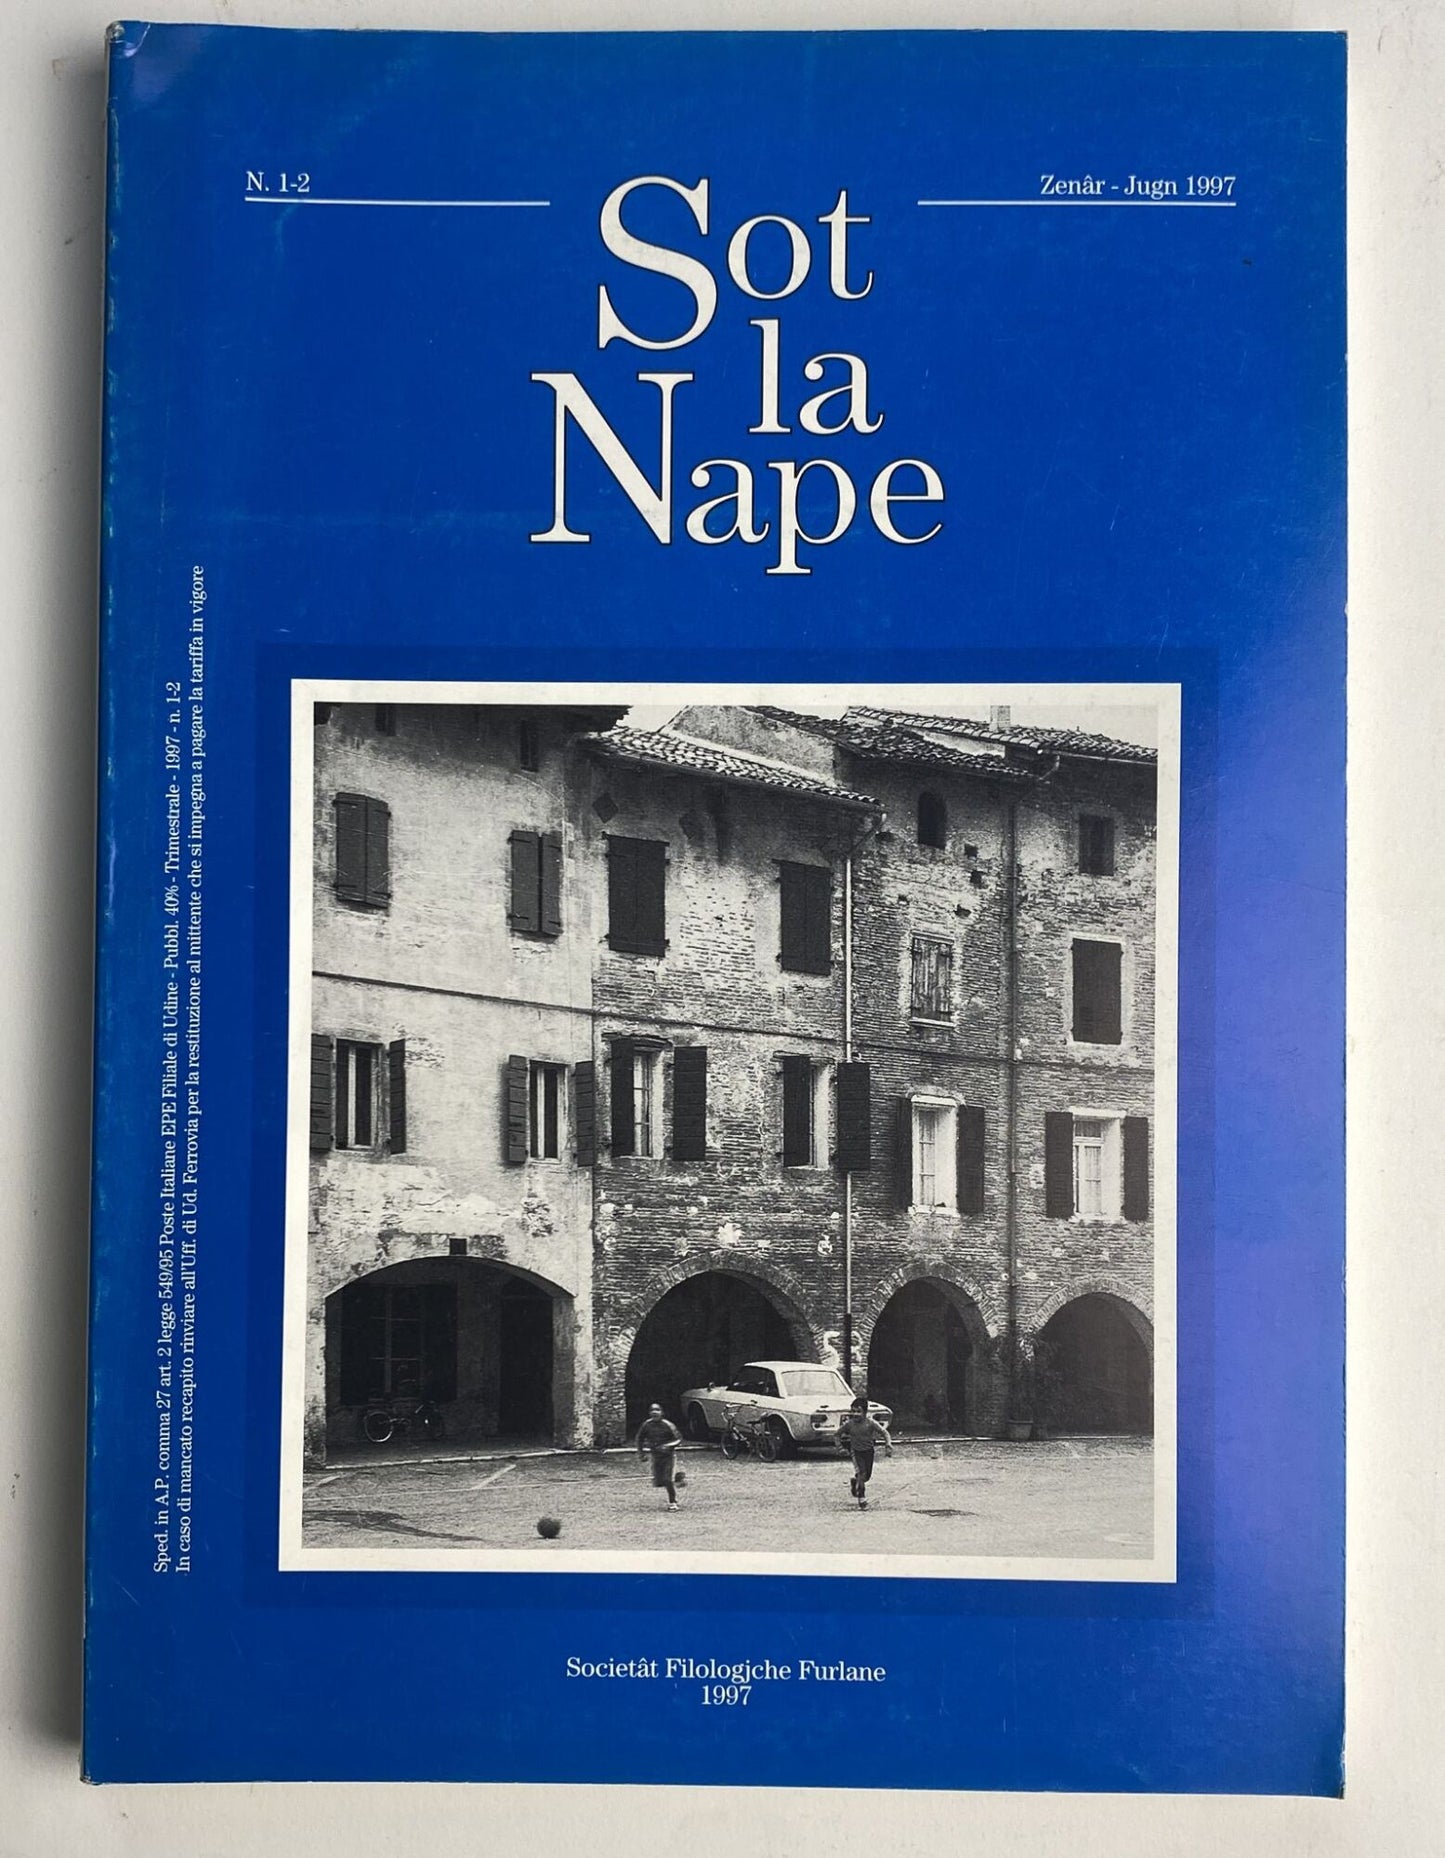 N. 1-2
Zenâr - Jugn 1997
Sot
la
Nape
Sped. in A.P. comma 27 art. 2 legge 549/95 Poste Italiane EPE Filiale di Udine - Pubbl. 40% - Trimestrale - 1997 - n. 1-2
In caso di mancato recapito rinviare all'Uff. di Ud. Ferrovia per la restituzione al mittente che si impegna a pagare la tariffa in vigore
Societât Filologjche Furlane
1997